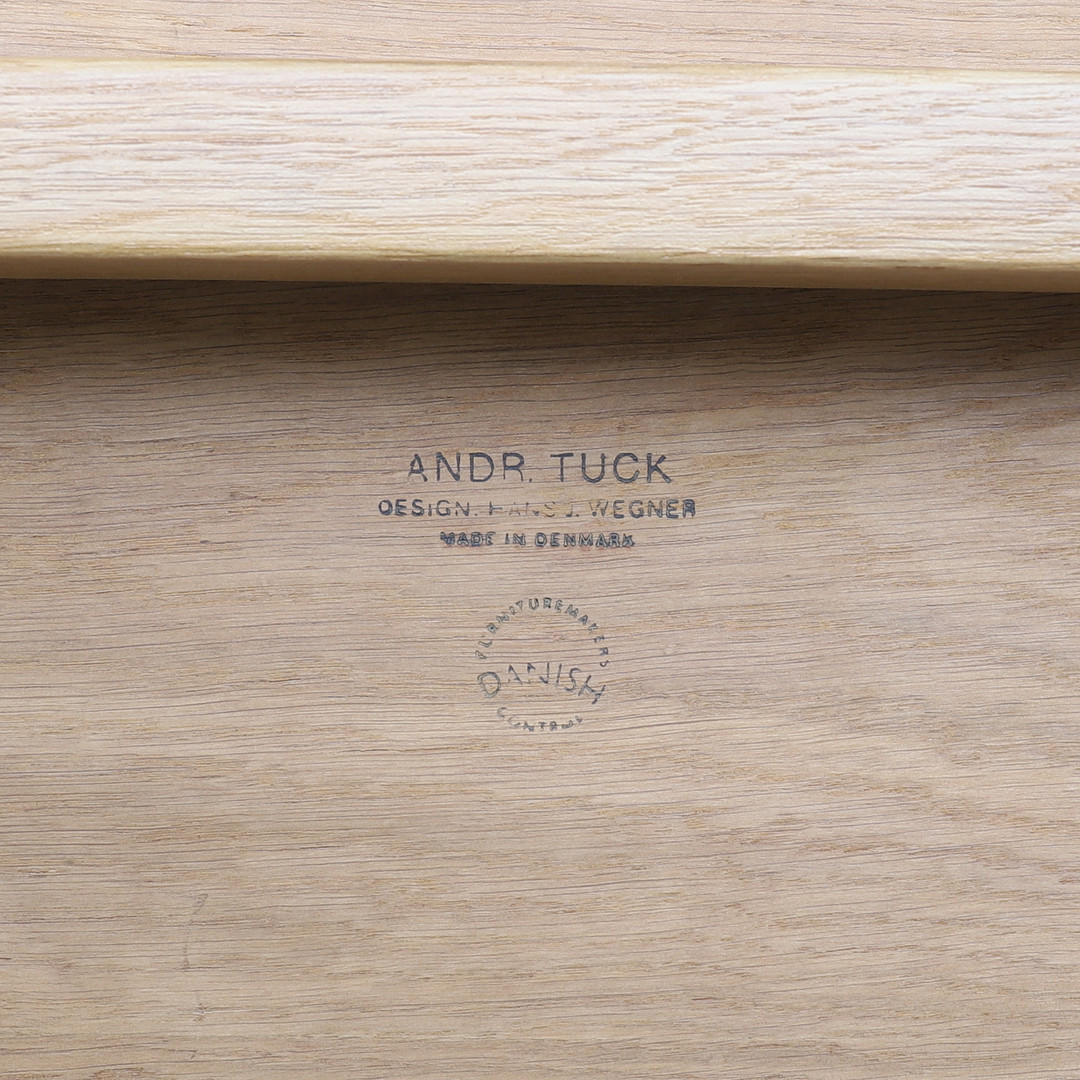 ANDR. TUCK
DESIGN. HANS J. WEGNER
MADE IN DENMARK
FURNITUREMAKERS
DANISH
CONTROL